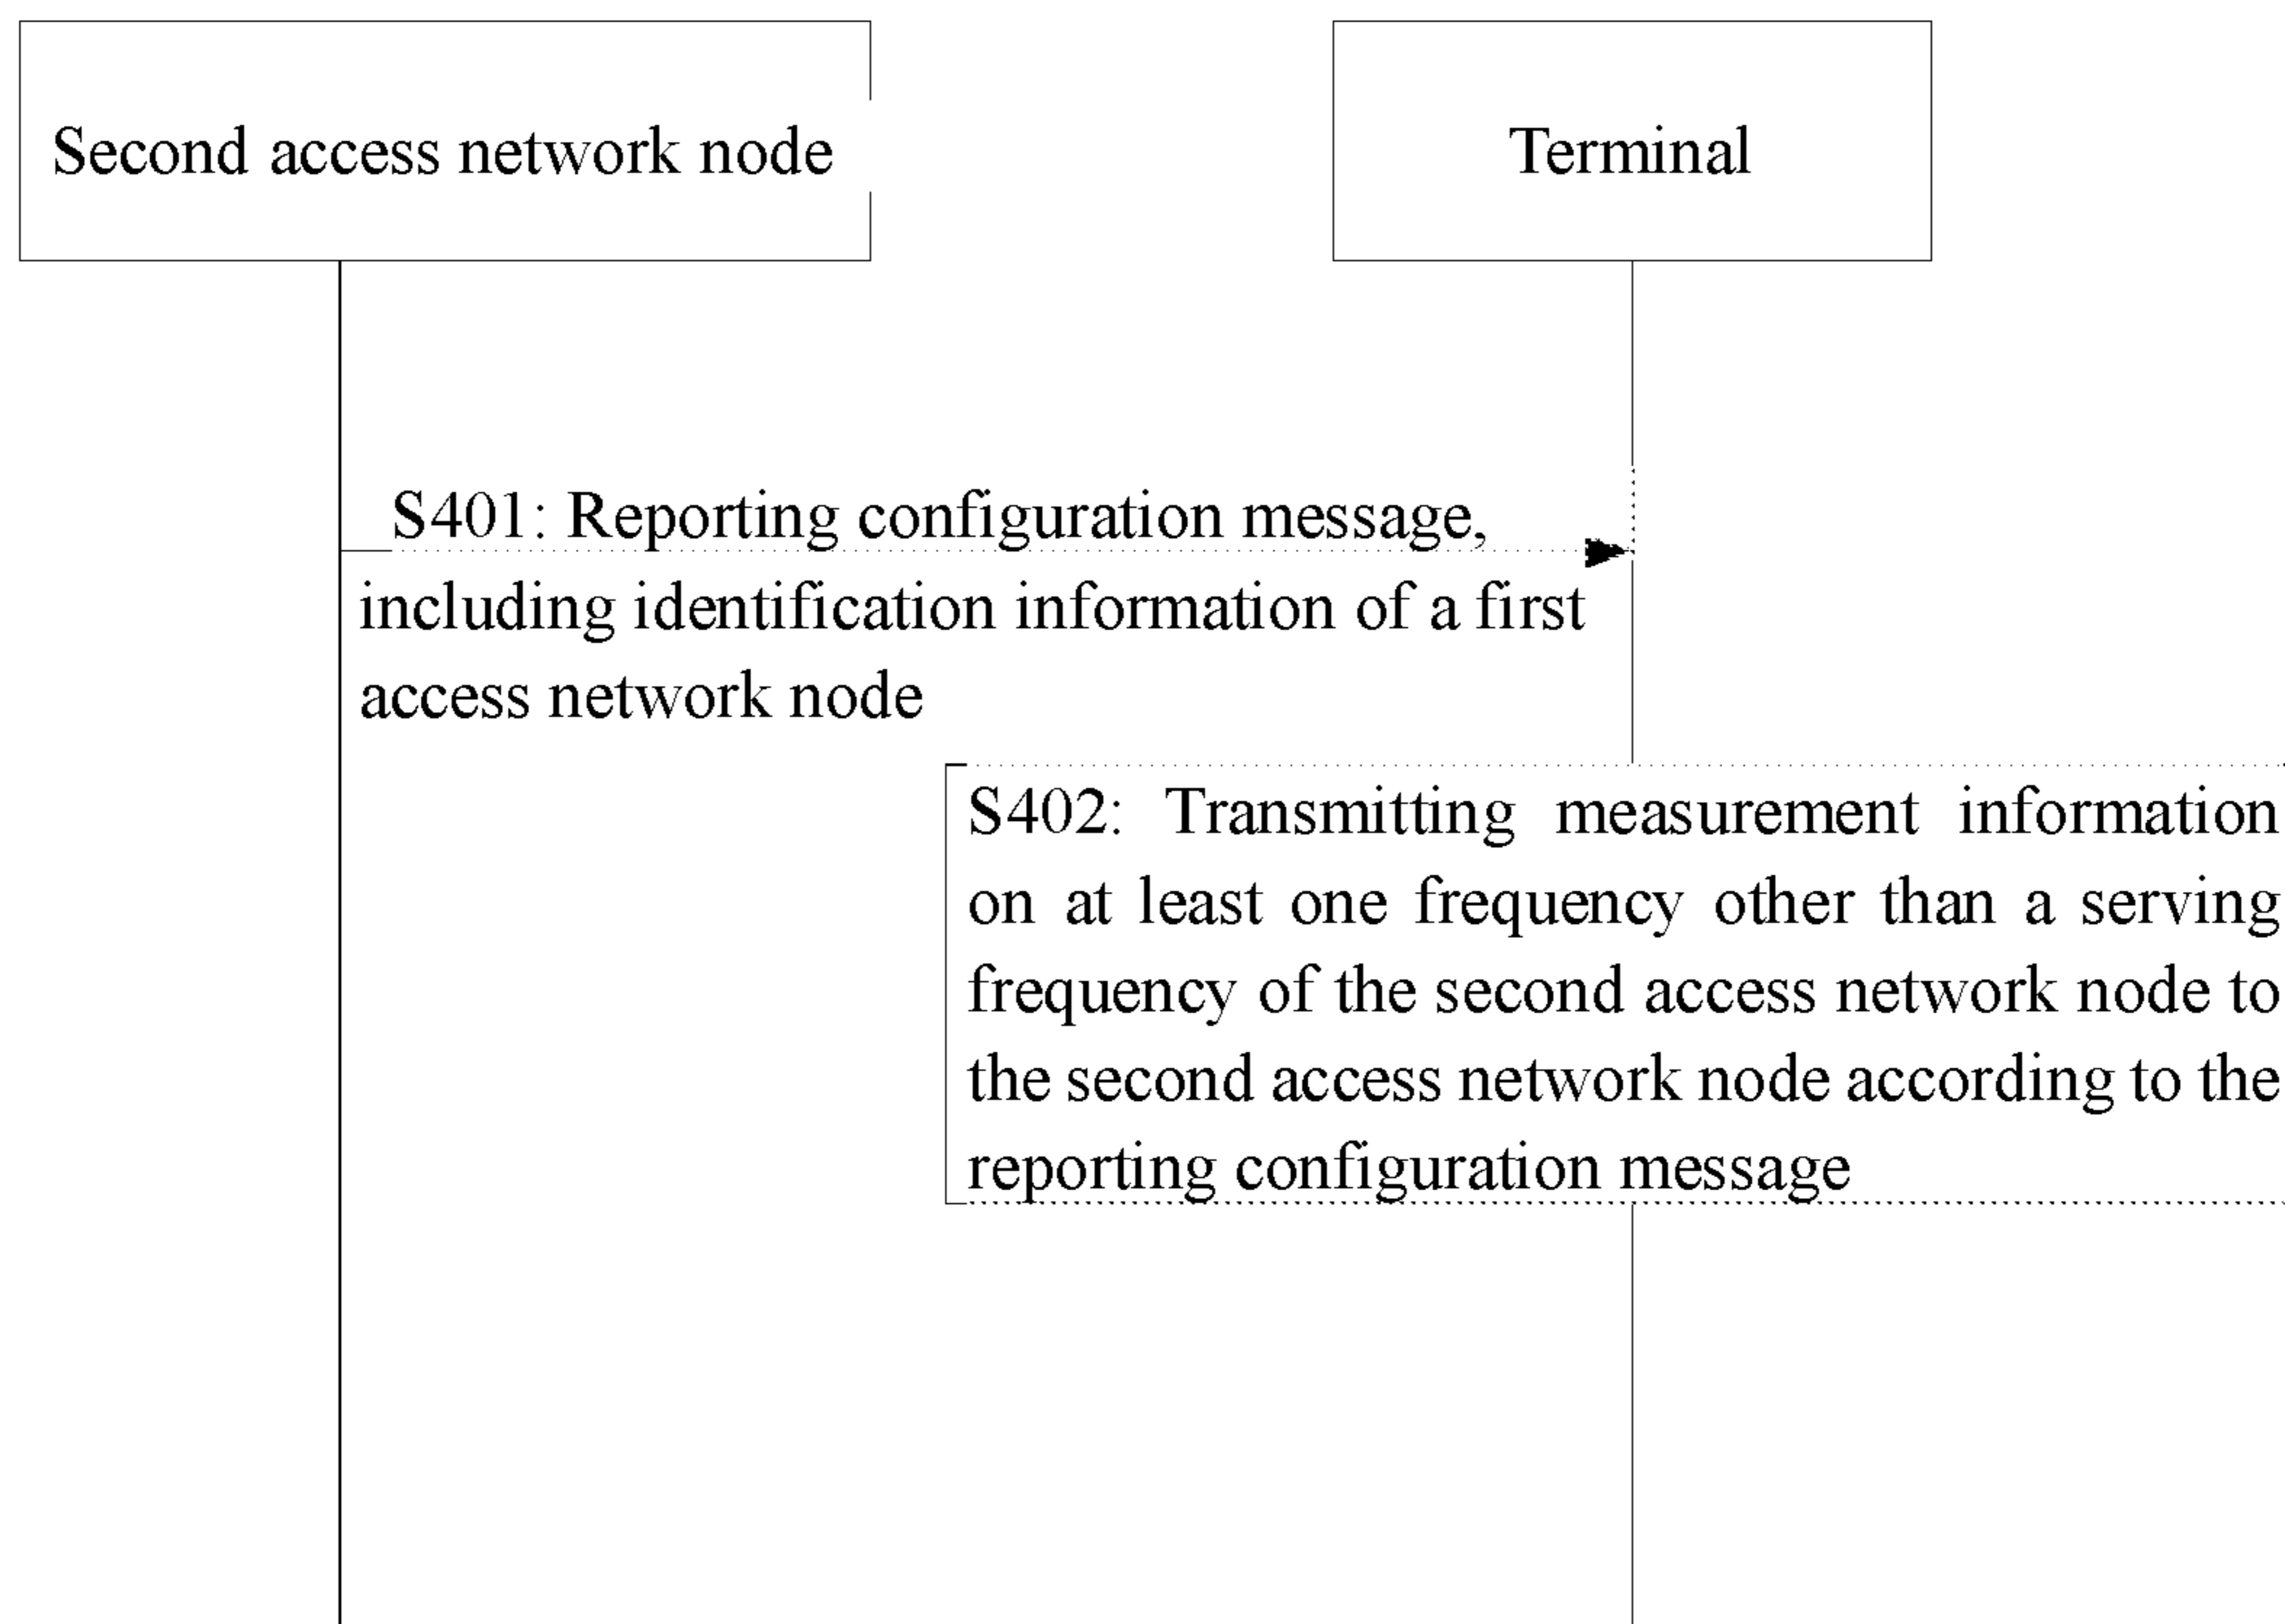 Second access network node
Terminal
S401: Reporting configuration message,
including identification information of a first
access network node
S402: Transmitting measurement information
on at least one frequency other than a serving
frequency of the second access network node to
the second access network node according to the
reporting configuration message